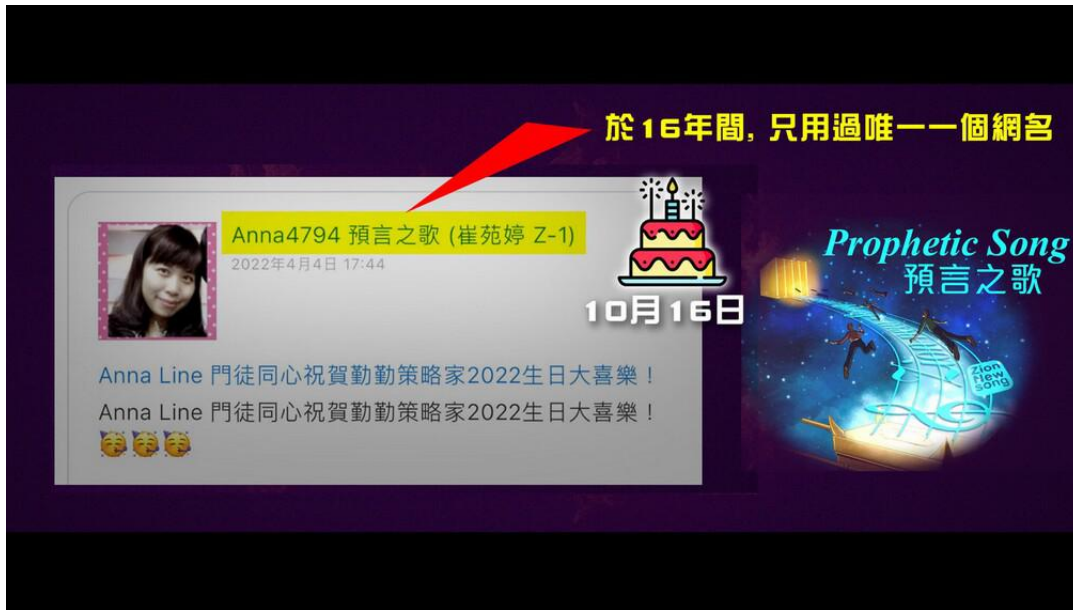 於16年間, 只用過唯一一個網名
Anna4794 預言之歌 (崔苑婷 Z-1)
2022年4月4日 17:44
10月16日
Prophetic Song
預言之歌
Zion
New
song
Anna Line 門徒同心祝賀勤勤策略家2022生日大喜樂！
Anna Line 門徒同心祝賀勤勤策略家2022生日大喜樂！
🥳🥳🥳